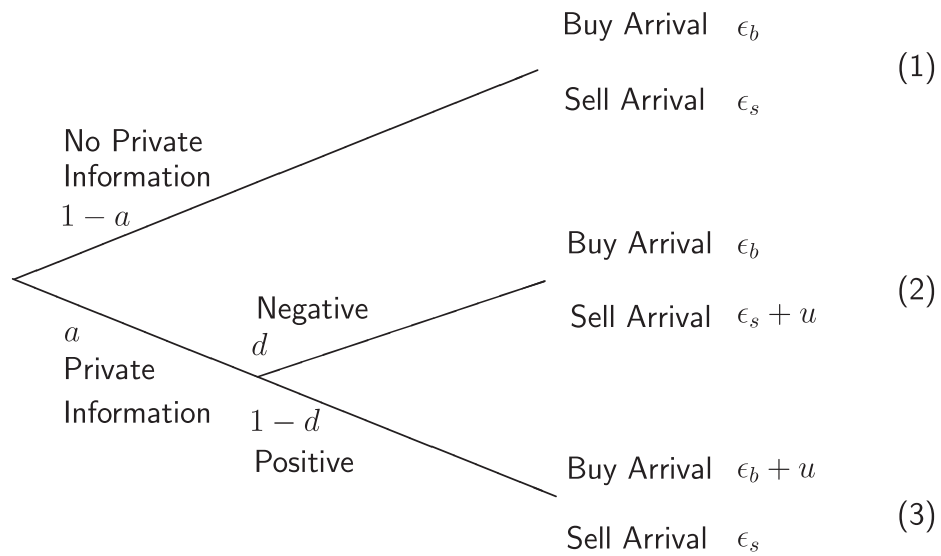 Buy Arrival ϵ_b
(1)
Sell Arrival ϵ_s
No Private
Information
1 − a
Buy Arrival ϵ_b
(2)
Negative
Sell Arrival ϵ_s + u
a
d
Private
Information
1 − d
Positive
Buy Arrival ϵ_b + u
(3)
Sell Arrival ϵ_s